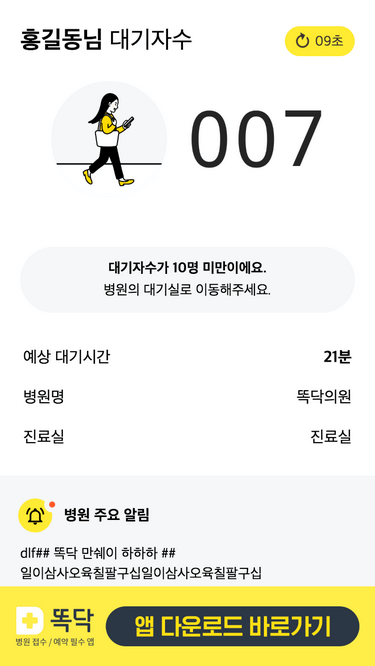 홍길동님 대기자수
09초
007
대기자수가 10명 미만이에요.
병원의 대기실로 이동해주세요.
예상 대기시간 21분
병원명 똑닥의원
진료실 진료실
병원 주요 알림
dlf## 똑닥 만쉐이 하하하 ##
일이삼사오육칠팔구십일이삼사오육칠팔구십
똑닥
병원 접수 / 예약 필수 앱
앱 다운로드 바로가기